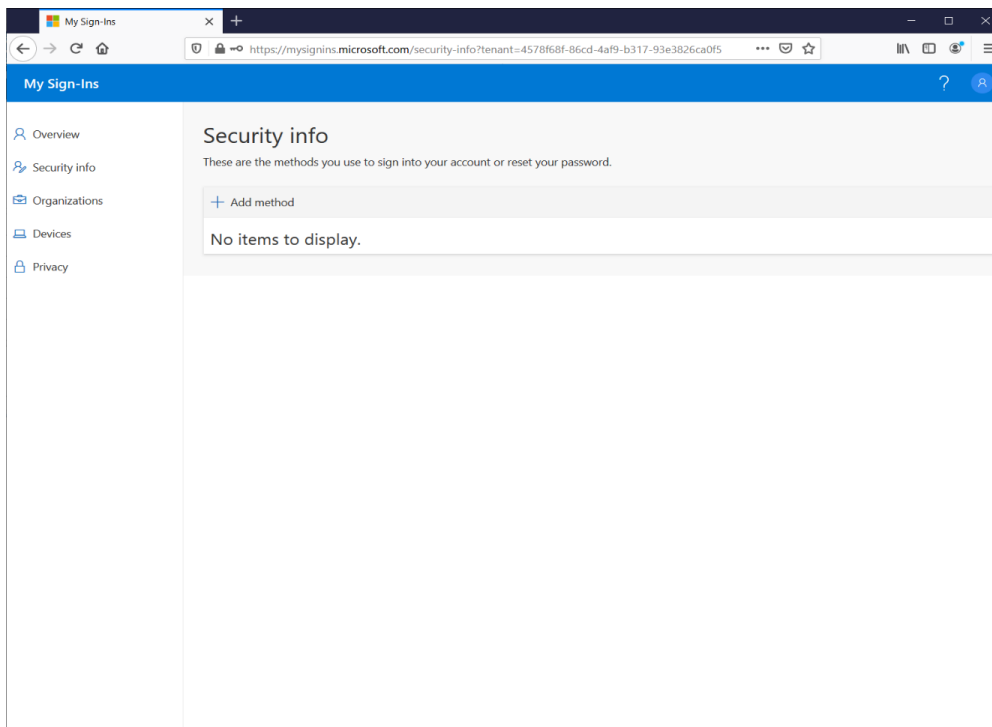 My Sign-Ins
https://mysignins.microsoft.com/security-info?tenant=4578f68f-86cd-4af9-b317-93e3826ca0f5
My Sign-Ins
?
Overview
Security info
Organizations
Devices
Privacy
Security info
These are the methods you use to sign into your account or reset your password.
+ Add method
No items to display.